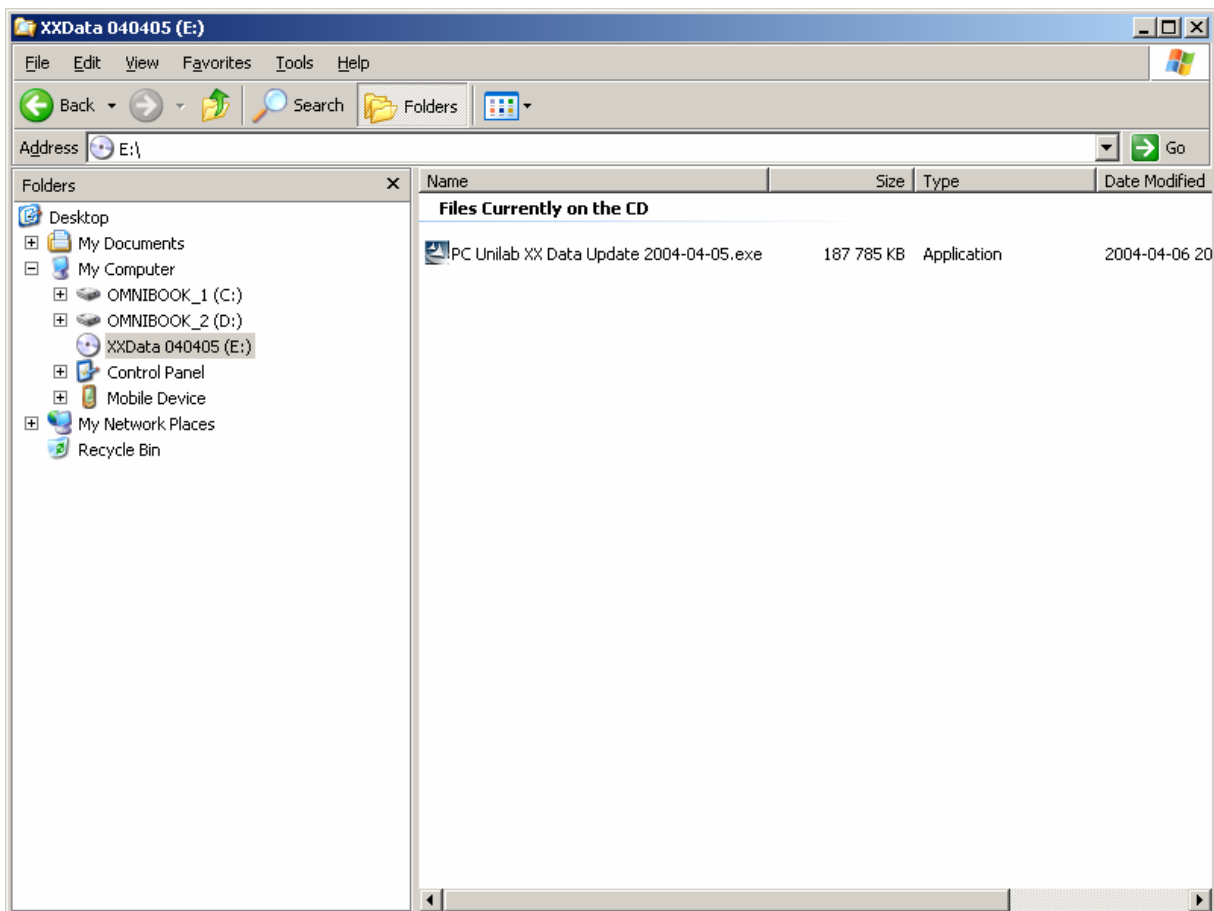 XXData 040405 (E:)
File Edit View Favorites Tools Help
Back Search Folders
Address E:\ Go
Folders
Desktop
My Documents
My Computer
OMNIBOOK_1 (C:)
OMNIBOOK_2 (D:)
XXData 040405 (E:)
Control Panel
Mobile Device
My Network Places
Recycle Bin
Name Size Type Date Modified
Files Currently on the CD
PC Unilab XX Data Update 2004-04-05.exe 187 785 KB Application 2004-04-06 20